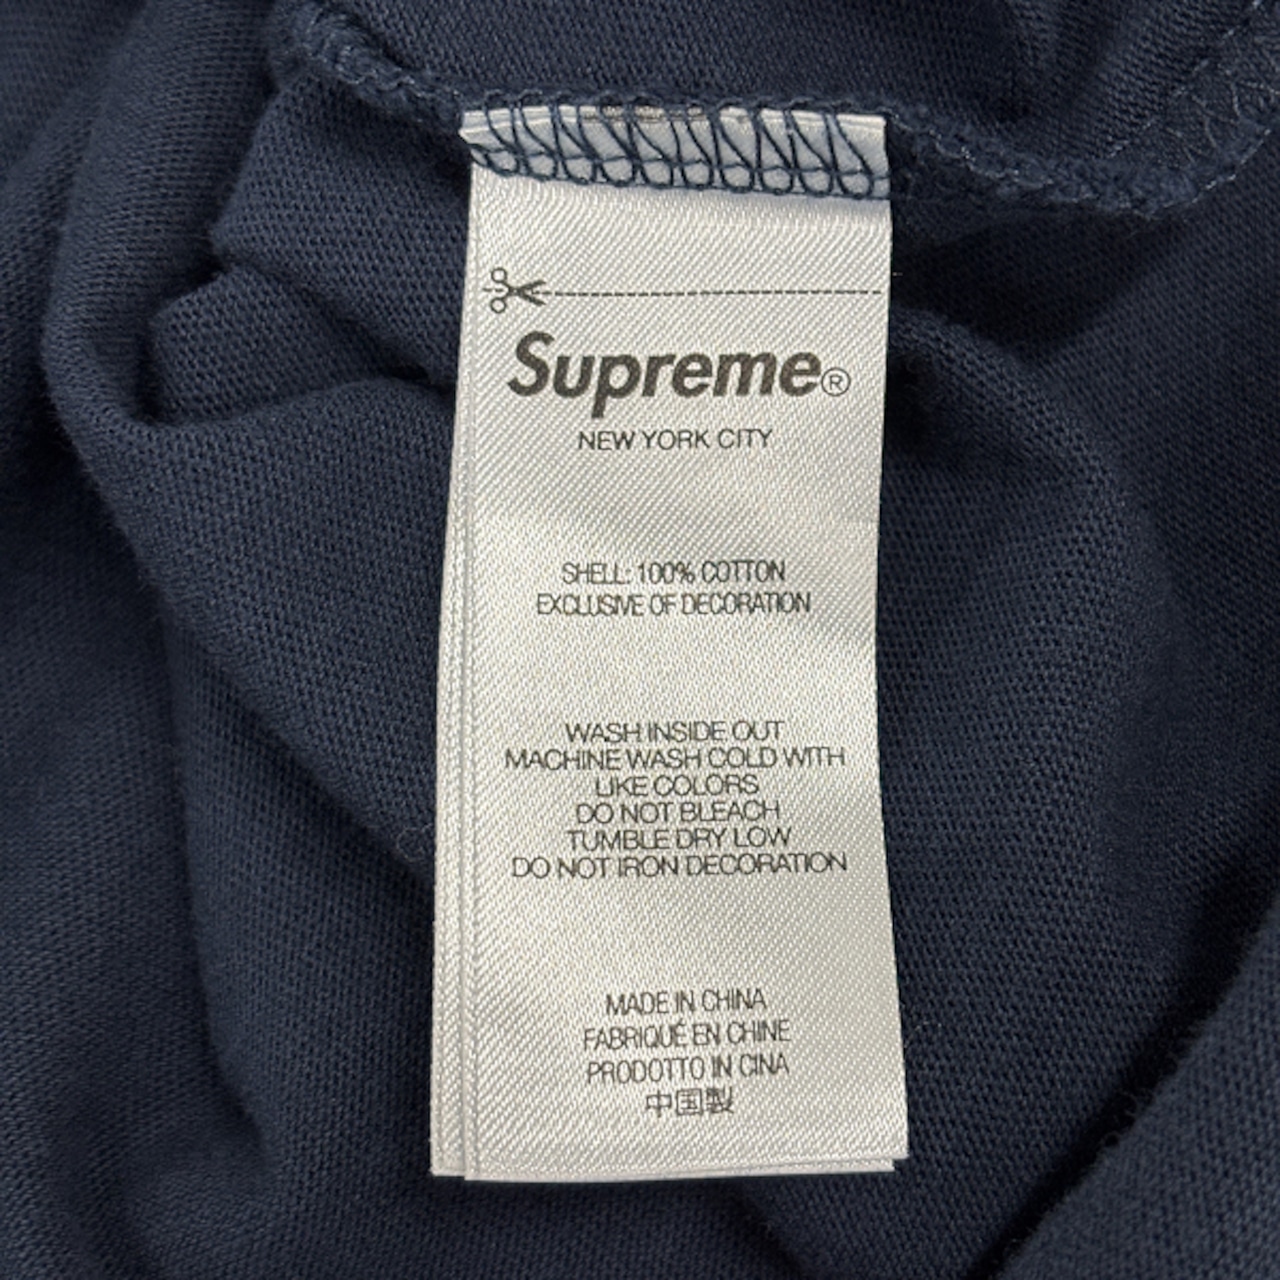 Supreme®
NEW YORK CITY
SHELL: 100% COTTON
EXCLUSIVE OF DECORATION
WASH INSIDE OUT
MACHINE WASH COLD WITH
LIKE COLORS
DO NOT BLEACH
TUMBLE DRY LOW
DO NOT IRON DECORATION
MADE IN CHINA
FABRIQUÉ EN CHINE
PRODOTTO IN CINA
中国製